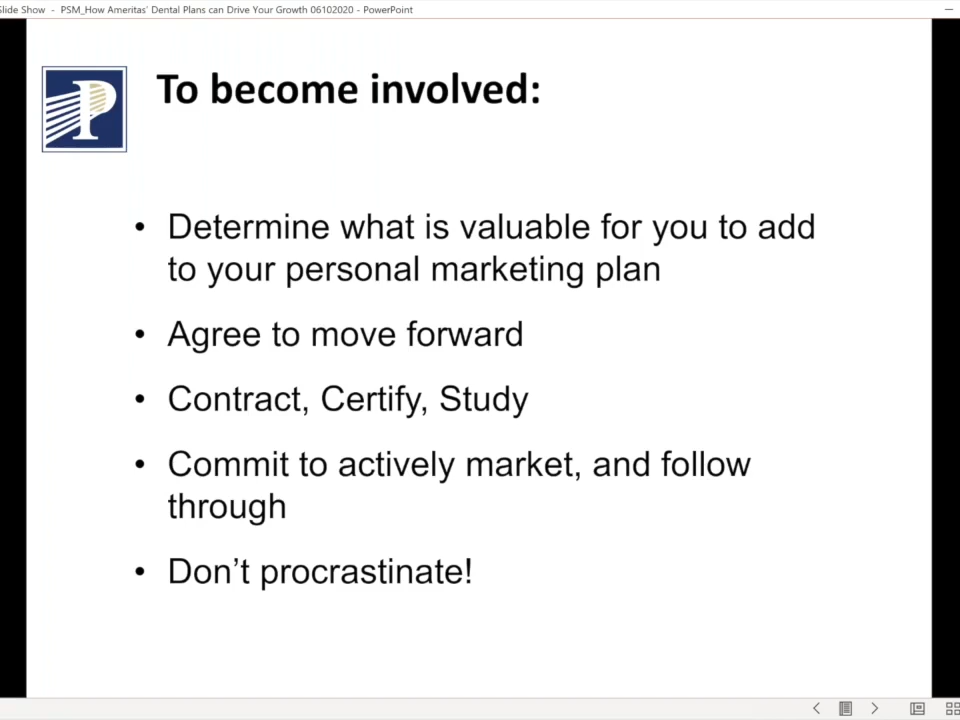 Slide Show - PSM_How Ameritas' Dental Plans can Drive Your Growth 06102020 - PowerPoint
P
To become involved:
• Determine what is valuable for you to add
to your personal marketing plan
• Agree to move forward
• Contract, Certify, Study
• Commit to actively market, and follow
through
• Don’t procrastinate!